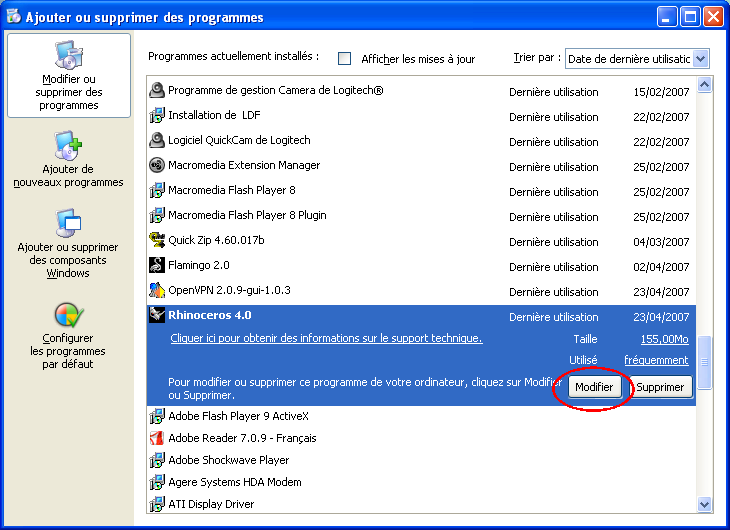 Ajouter ou supprimer des programmes
Modifier ou
supprimer des
programmes
Ajouter de
nouveaux programmes
Ajouter ou supprimer
des composants
Windows
Configurer
les programmes
par défaut
Programmes actuellement installés : Afficher les mises à jour Trier par : Date de dernière utilisatic
Programme de gestion Camera de Logitech® Dernière utilisation 15/02/2007
Installation de LDF Dernière utilisation 22/02/2007
Logiciel QuickCam de Logitech Dernière utilisation 22/02/2007
Macromedia Extension Manager Dernière utilisation 25/02/2007
Macromedia Flash Player 8 Dernière utilisation 25/02/2007
Macromedia Flash Player 8 Plugin Dernière utilisation 25/02/2007
Quick Zip 4.60.017b Dernière utilisation 04/03/2007
Flamingo 2.0 Dernière utilisation 02/04/2007
OpenVPN 2.0.9-gui-1.0.3 Dernière utilisation 23/04/2007
Rhinoceros 4.0 Dernière utilisation 23/04/2007
Cliquer ici pour obtenir des informations sur le support technique. Taille 155,00Mo
Utilisé fréquemment
Pour modifier ou supprimer ce programme de votre ordinateur, cliquez sur Modifier
ou Supprimer.
Modifier Supprimer
Adobe Flash Player 9 ActiveX
Adobe Reader 7.0.9 - Français
Adobe Shockwave Player
Agere Systems HDA Modem
ATI Display Driver